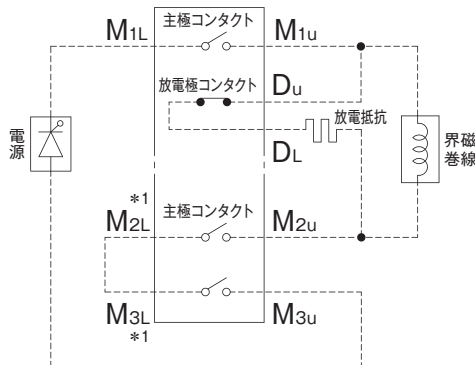 M1L
主極コンタクト
M1u
放電極コンタクト
Du
放電抵抗
電源
界磁
巻線
DL
*1
M2L
主極コンタクト
M2u
M3L
*1
M3u